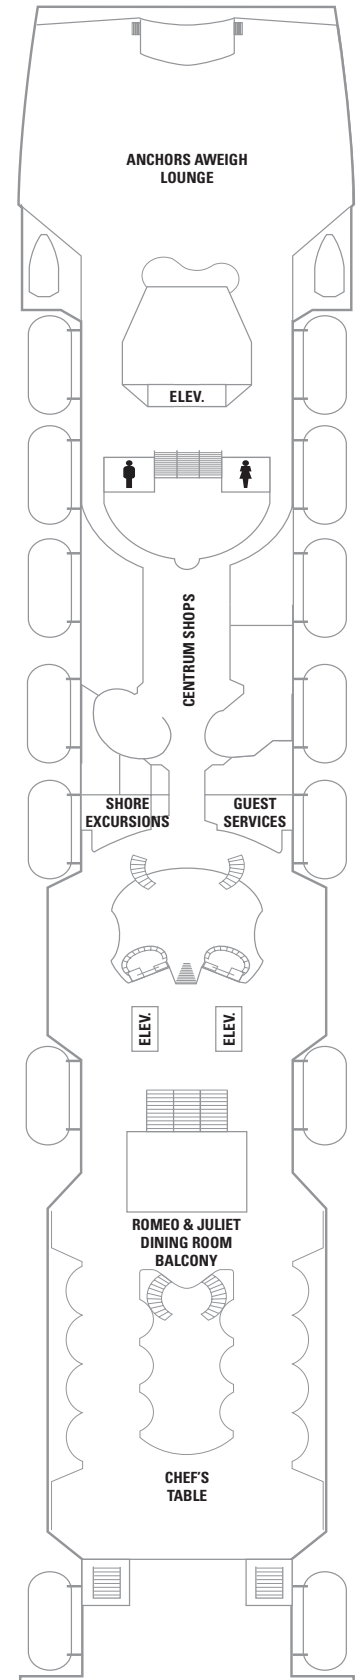 ANCHORS AWEIGH
LOUNGE
ELEV.
CENTRUM SHOPS
SHORE
EXCURSIONS
GUEST
SERVICES
ELEV.
ELEV.
ROMEO & JULIET
DINING ROOM
BALCONY
CHEF'S
TABLE